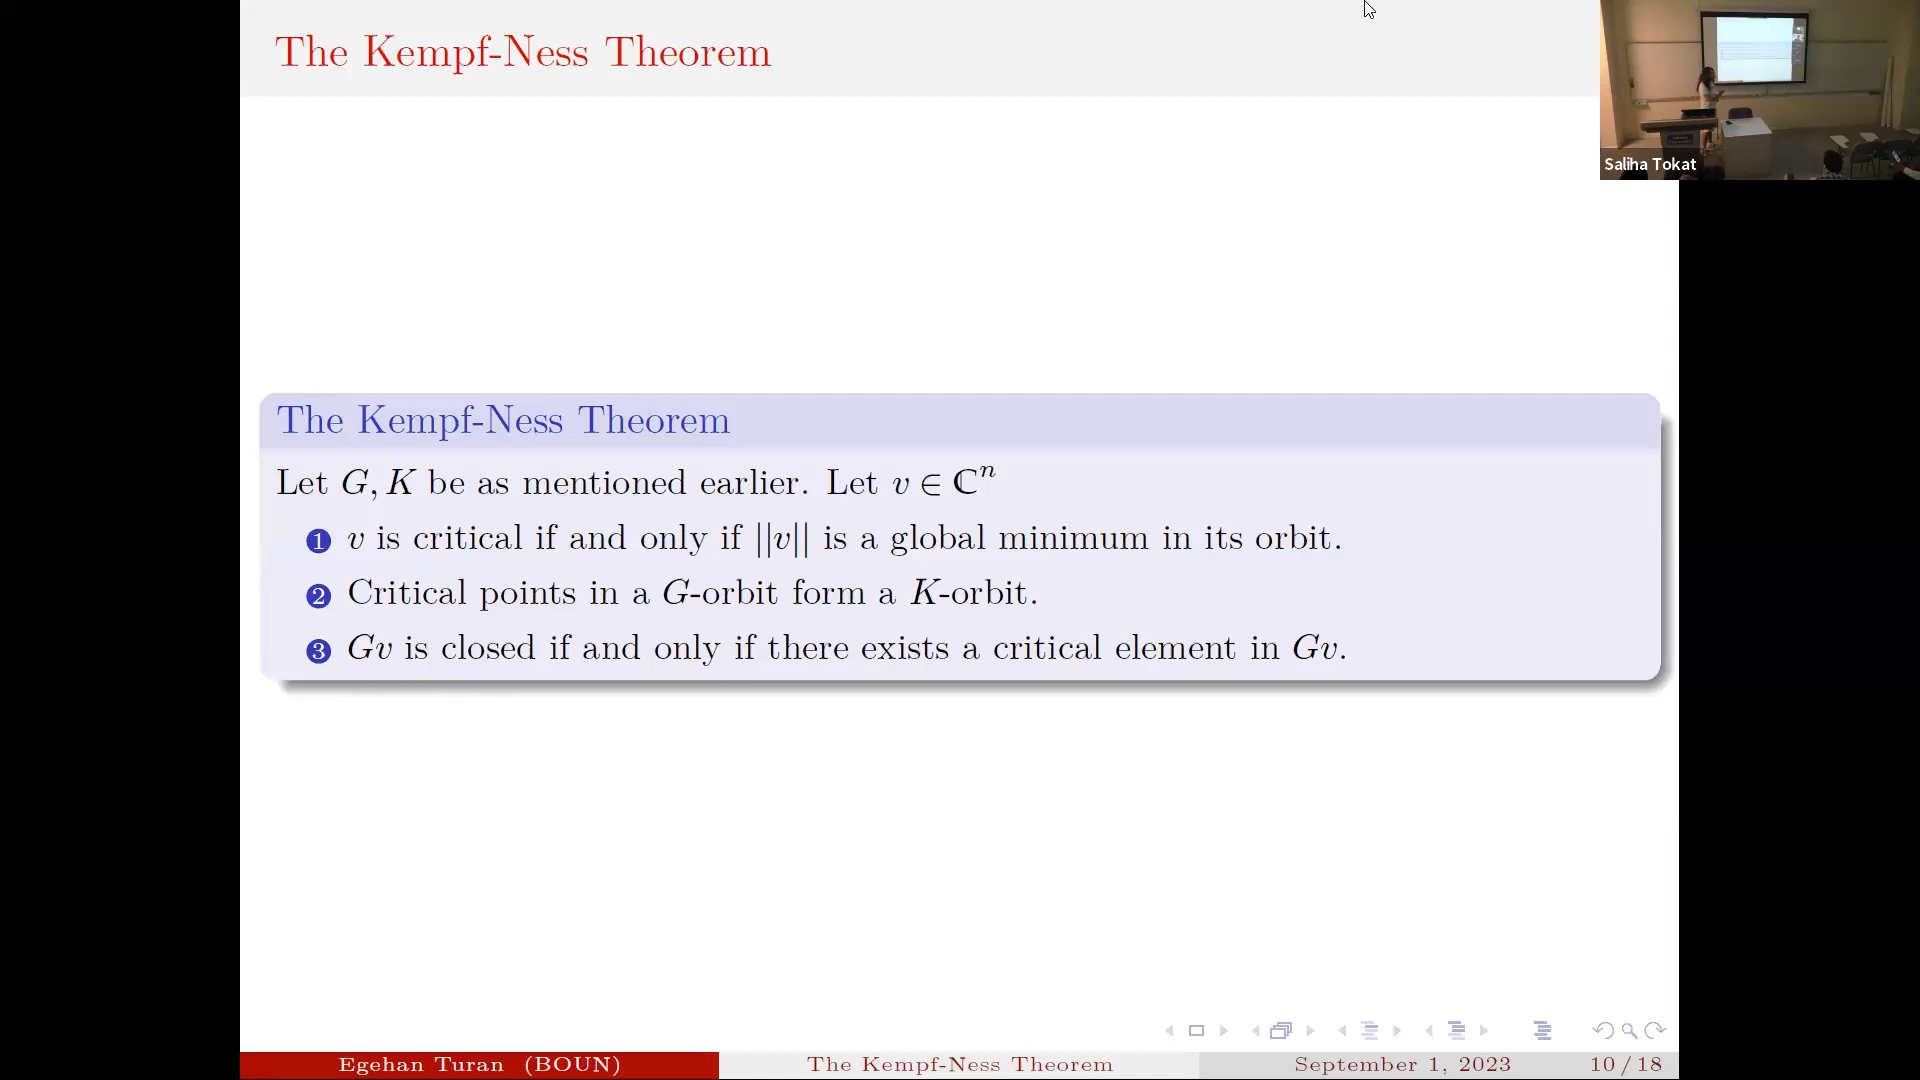 The Kempf-Ness Theorem
Saliha Tokat
The Kempf-Ness Theorem
Let G, K be as mentioned earlier. Let v ∈ ℂⁿ
1 v is critical if and only if ||v|| is a global minimum in its orbit.
2 Critical points in a G-orbit form a K-orbit.
3 Gv is closed if and only if there exists a critical element in Gv.
Egehan Turan (BOUN) The Kempf-Ness Theorem September 1, 2023 10 / 18